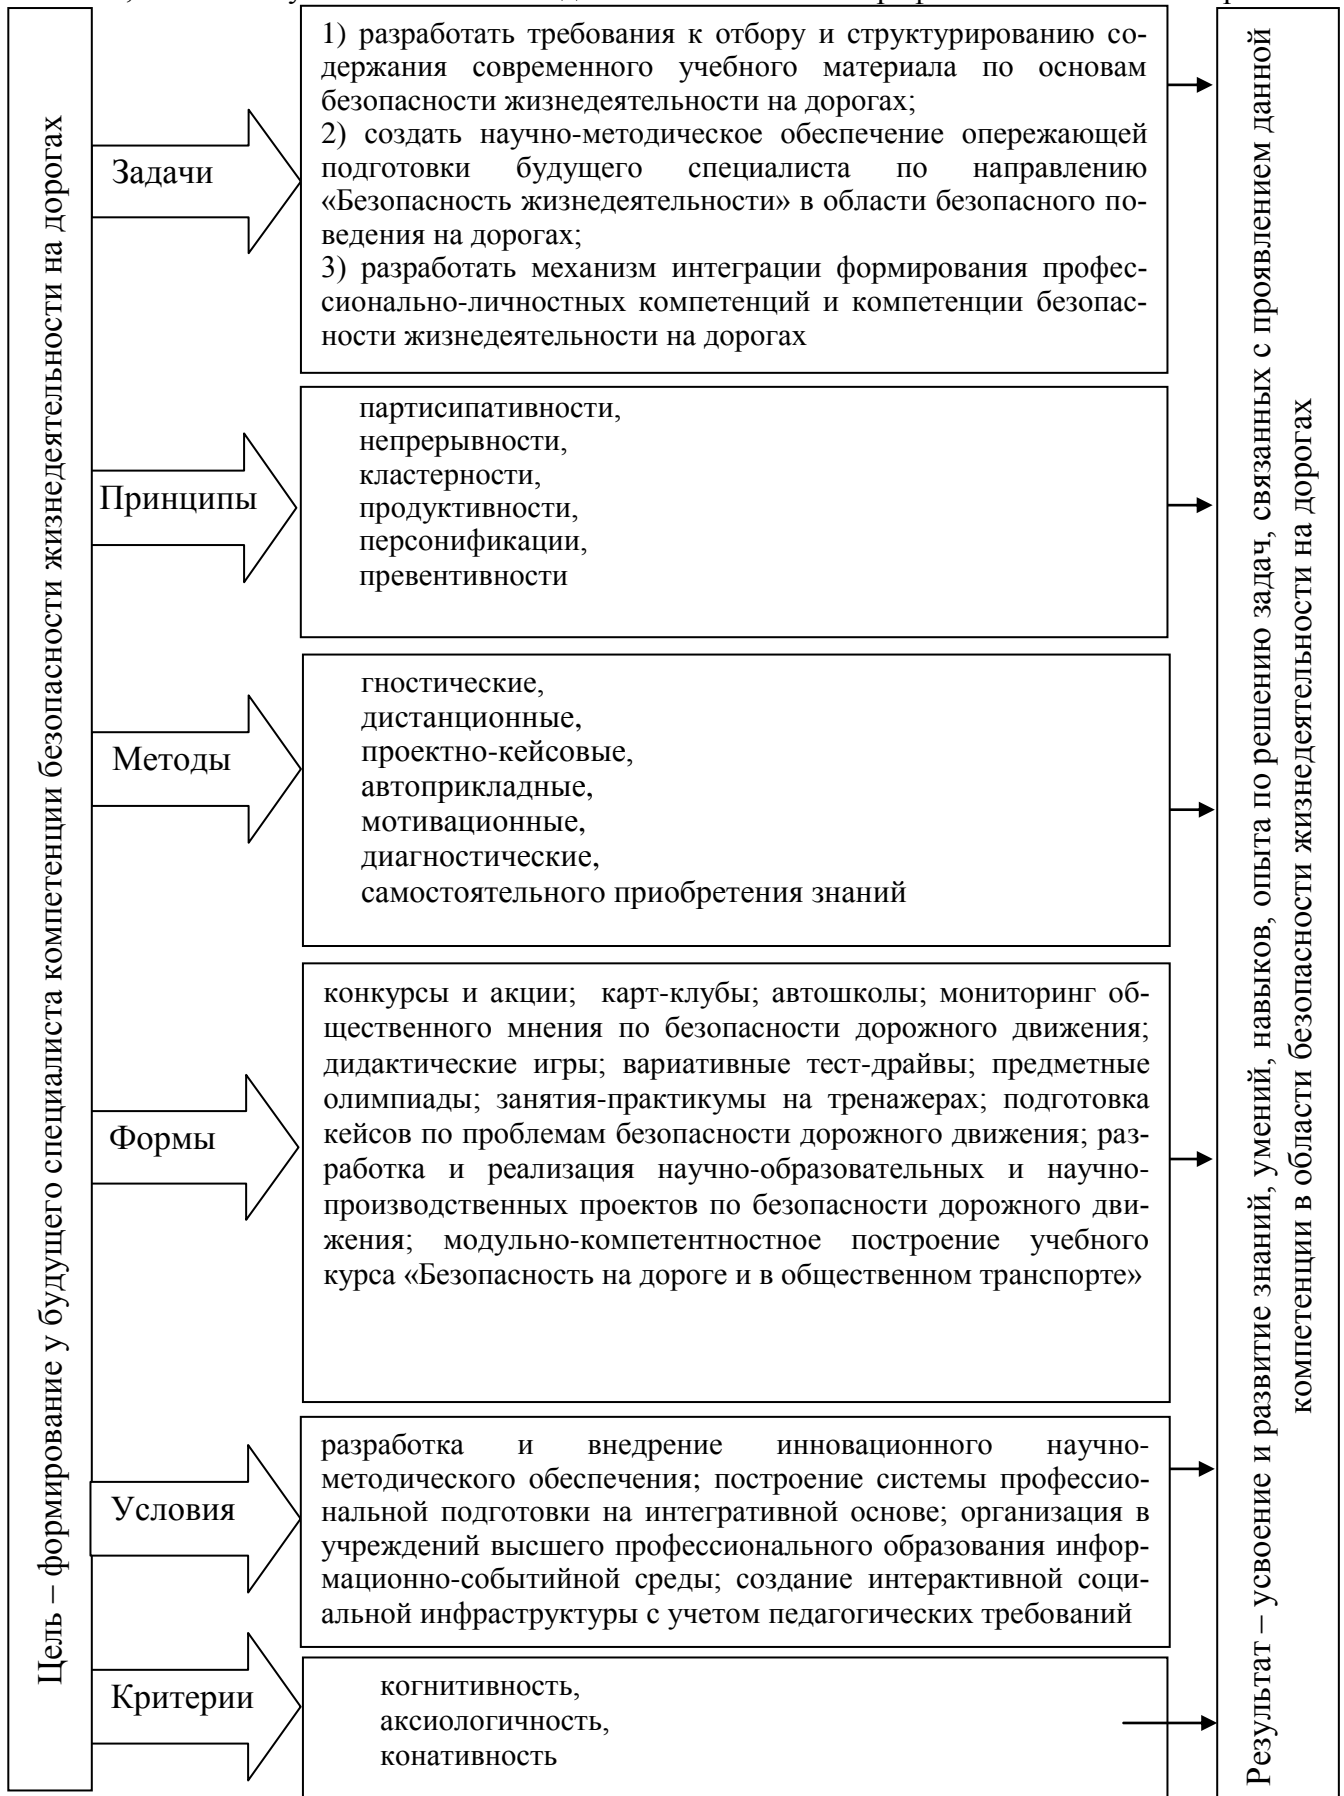 Цель – формирование у будущего специалиста компетенции безопасности жизнедеятельности на дорогах
Задачи
1) разработать требования к отбору и структурированию со-
держания современного учебного материала по основам
безопасности жизнедеятельности на дорогах;
2) создать научно-методическое обеспечение опережающей
подготовки будущего специалиста по направлению
«Безопасность жизнедеятельности» в области безопасного по-
ведения на дорогах;
3) разработать механизм интеграции формирования профес-
сионально-личностных компетенций и компетенции безопас-
ности жизнедеятельности на дорогах
Принципы
партисипативности,
непрерывности,
кластерности,
продуктивности,
персонификации,
превентивности
Методы
гностические,
дистанционные,
проектно-кейсовые,
автоприкладные,
мотивационные,
диагностические,
самостоятельного приобретения знаний
Формы
конкурсы и акции; карт-клубы; автошколы; мониторинг об-
щественного мнения по безопасности дорожного движения;
дидактические игры; вариативные тест-драйвы; предметные
олимпиады; занятия-практикумы на тренажерах; подготовка
кейсов по проблемам безопасности дорожного движения; раз-
работка и реализация научно-образовательных и научно-
производственных проектов по безопасности дорожного дви-
жения; модульно-компетентностное построение учебного
курса «Безопасность на дороге и в общественном транспорте»
Условия
разработка и внедрение инновационного научно-
методического обеспечения; построение системы профессио-
нальной подготовки на интегративной основе; организация в
учреждений высшего профессионального образования инфор-
мационно-событийной среды; создание интерактивной соци-
альной инфраструктуры с учетом педагогических требований
Критерии
когнитивность,
аксиологичность,
конативность
Результат – усвоение и развитие знаний, умений, навыков, опыта по решению задач, связанных с проявлением данной
компетенции в области безопасности жизнедеятельности на дорогах